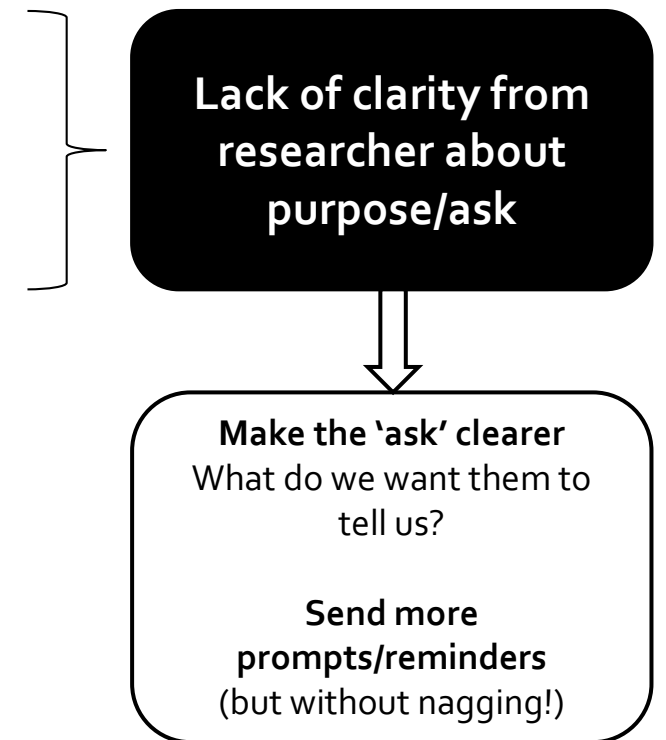 Lack of clarity from
researcher about
purpose/ask
Make the ‘ask’ clearer
What do we want them to
tell us?
Send more
prompts/reminders
(but without nagging!)